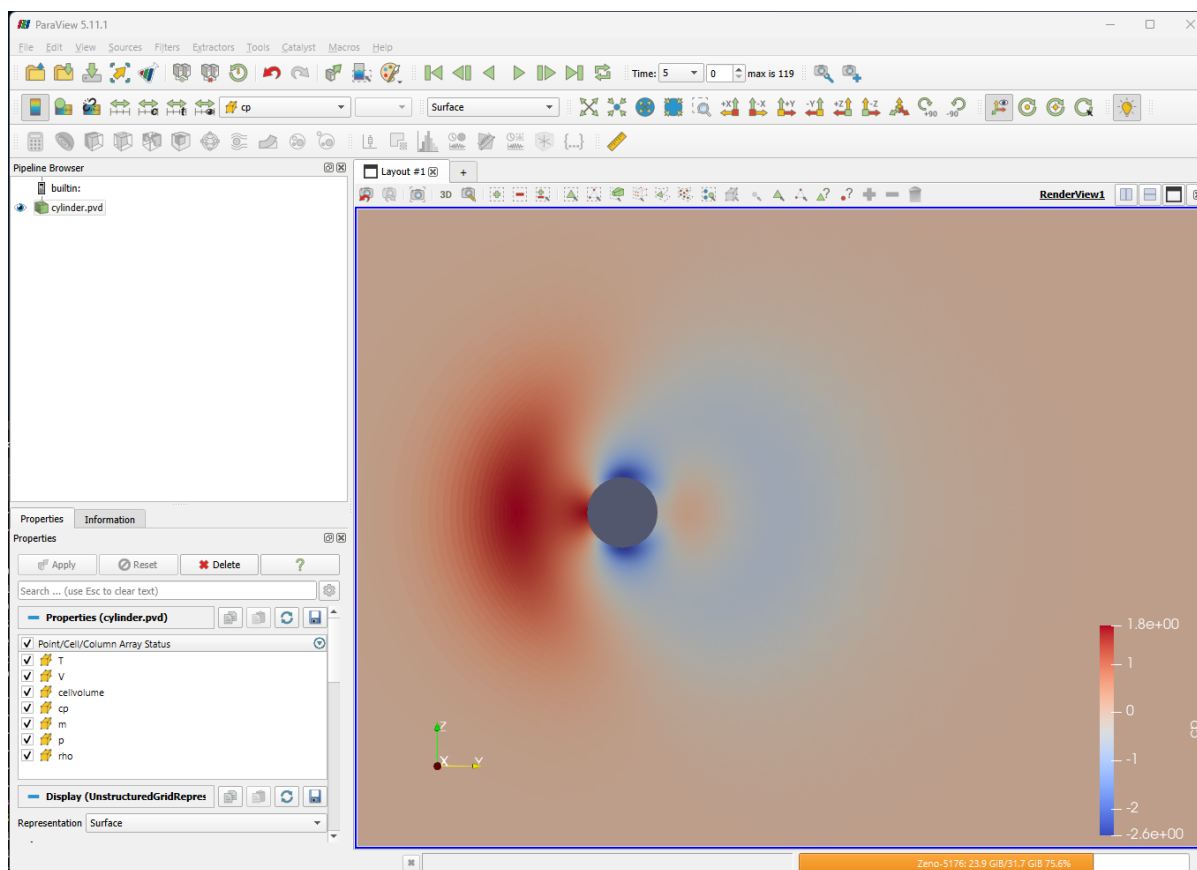 ParaView 5.11.1
File Edit View Sources Filters Extractors Tools Catalyst Macros Help
Time: 5 0 max is 119
cp Surface +X -X +Y -Y +Z -Z +90 -90
Pipeline Browser
Layout #1 +
builtin:
cylinder.pvd
3D
RenderView1
Properties Information
Properties
Apply Reset Delete ?
Search ... (use Esc to clear text)
Properties (cylinder.pvd)
Point/Cell/Column Array Status
T
V
cellvolume
cp
m
p
rho
Display (UnstructuredGridRepres
Representation Surface
Z
X Y
1.8e+00
1
0
cp
-1
-2
-2.6e+00
Zeno-5176: 23.9 GiB/31.7 GiB 75.6%